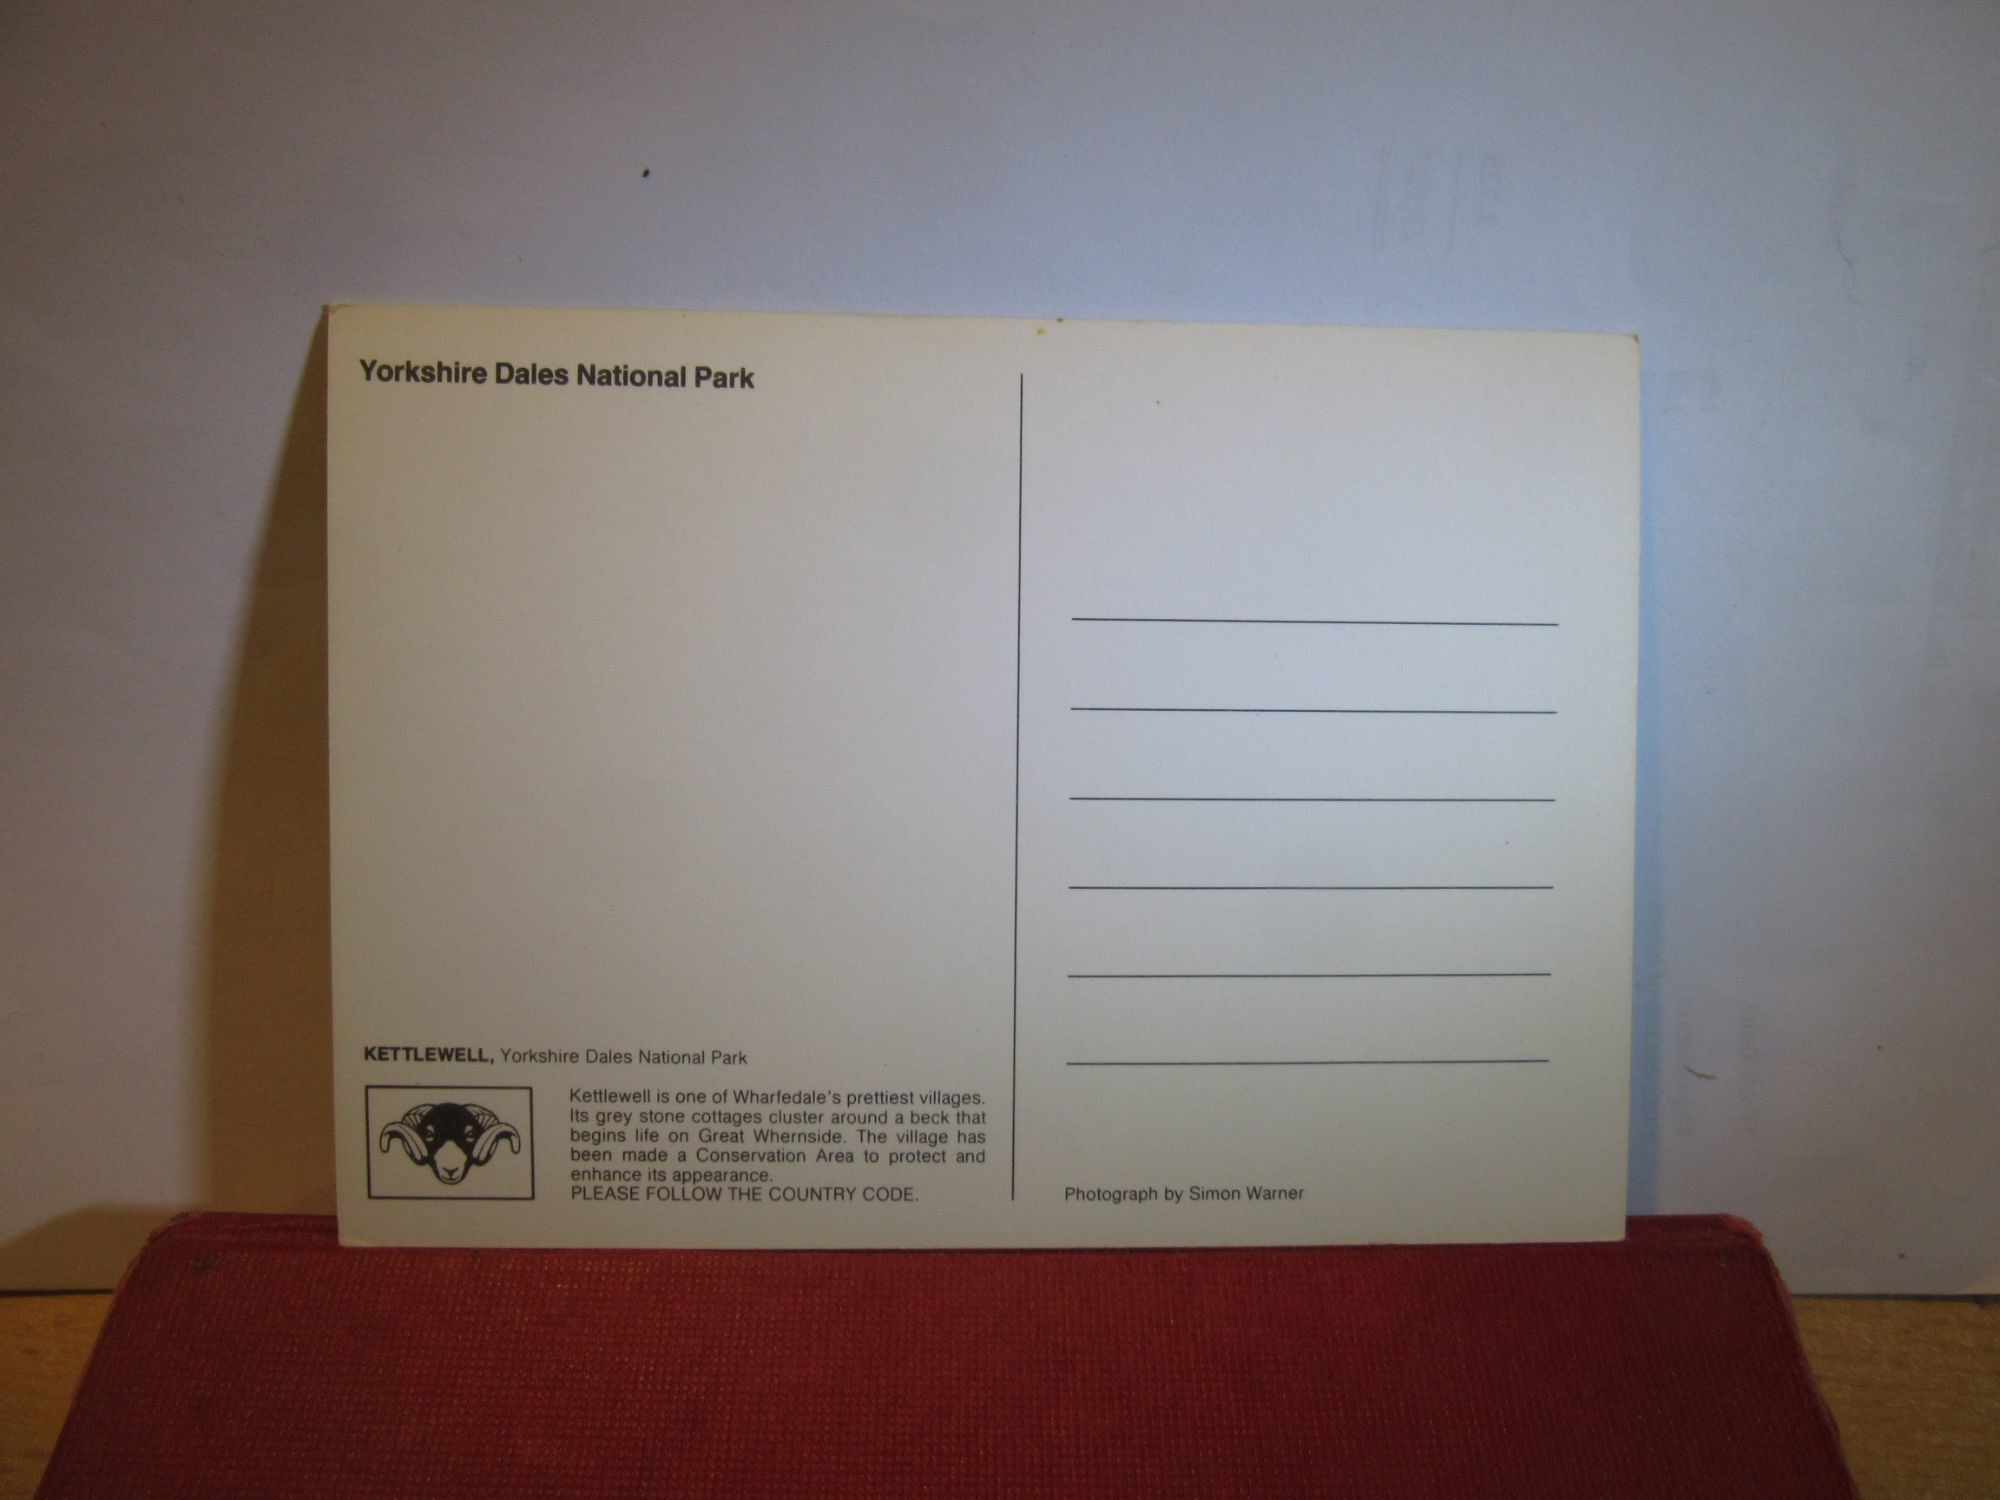 Yorkshire Dales National Park
KETTLEWELL, Yorkshire Dales National Park
Kettlewell is one of Wharfedale's prettiest villages.
Its grey stone cottages cluster around a beck that
begins life on Great Whernside. The village has
been made a Conservation Area to protect and
enhance its appearance.
PLEASE FOLLOW THE COUNTRY CODE.
Photograph by Simon Warner